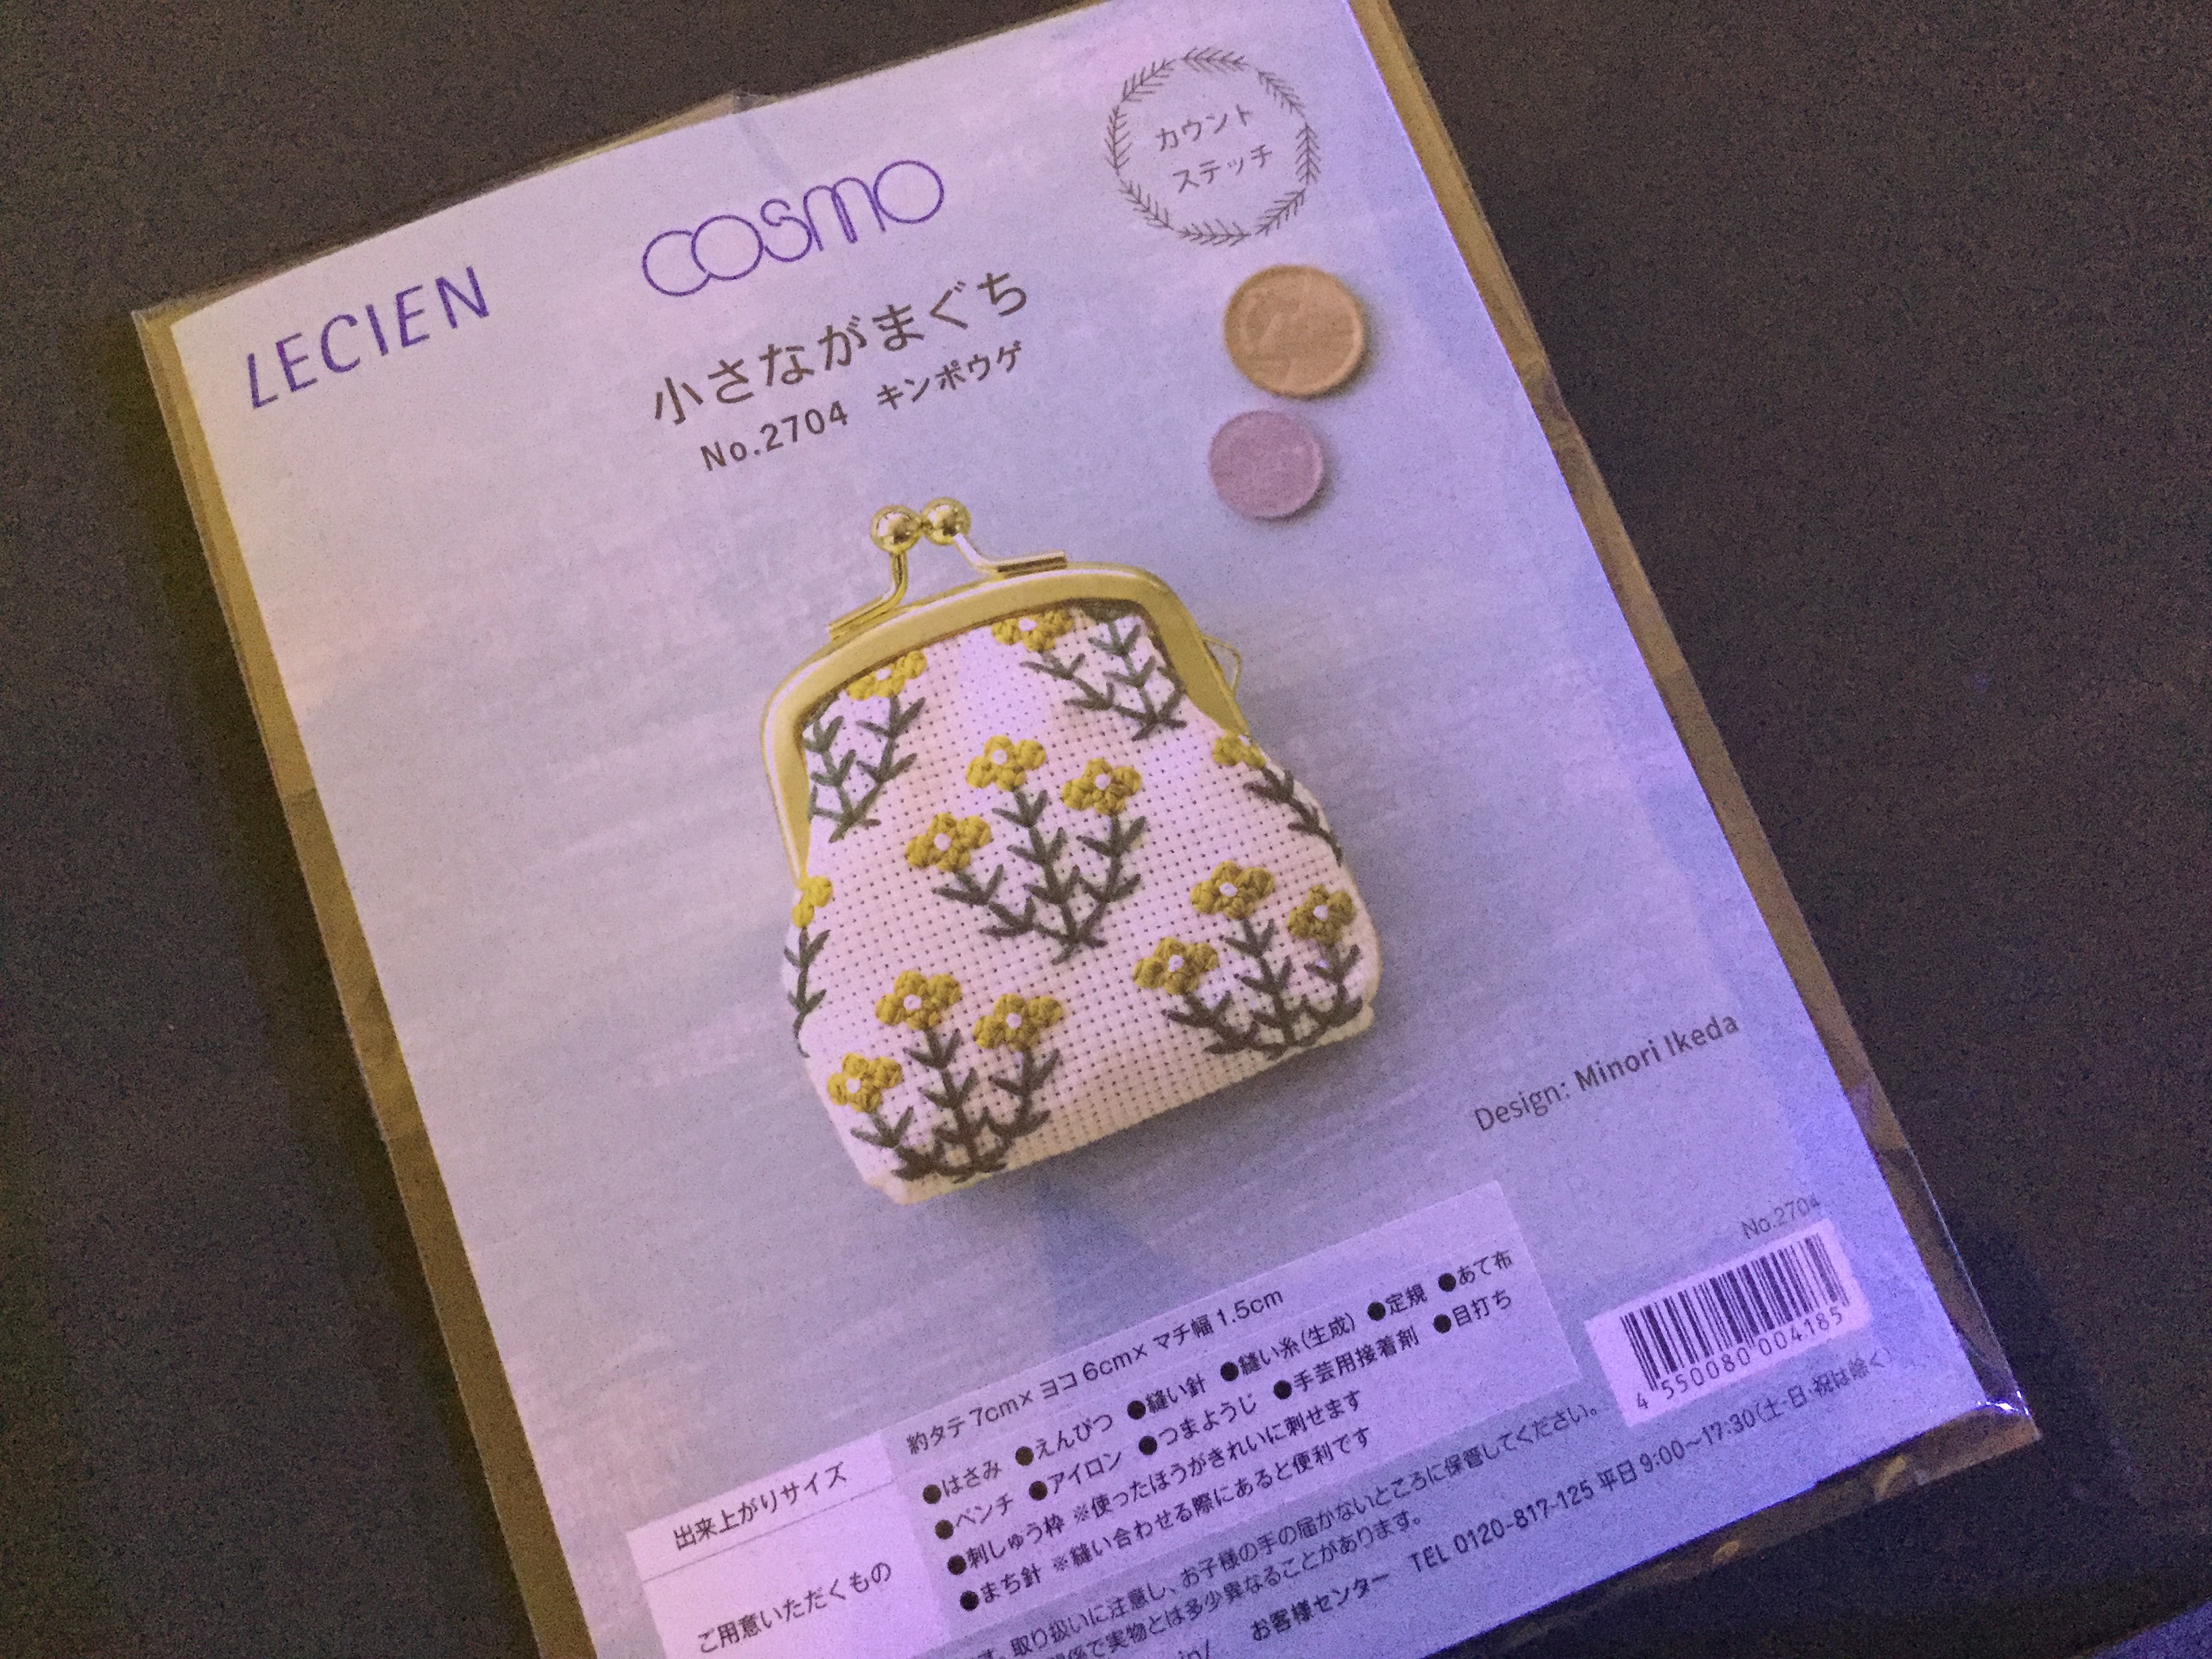 カウント
ステッチ
LECIEN
COSMO
小さながまぐち
No.2704 キンポウゲ
Design: Minori Ikeda
No.2704
4 550080 004185
出来上がりサイズ
約タテ7cm×ヨコ6cm×マチ幅1.5cm
ご用意いただくもの
●はさみ ●えんぴつ ●縫い針 ●縫い糸(生成) ●定規 ●あて布
●ペンチ ●アイロン ●つまようじ ●手芸用接着剤 ●目打ち
●刺しゅう枠 ※使ったほうがきれいに刺せます
●まち針 ※縫い合わせる際にあると便利です
取り扱いに注意し、お子様の手の届かないところに保管してください。
関係で実物とは多少異なることがあります。
お客様センター TEL 0120-817-125 平日9:00〜17:30(土・日・祝は除く)